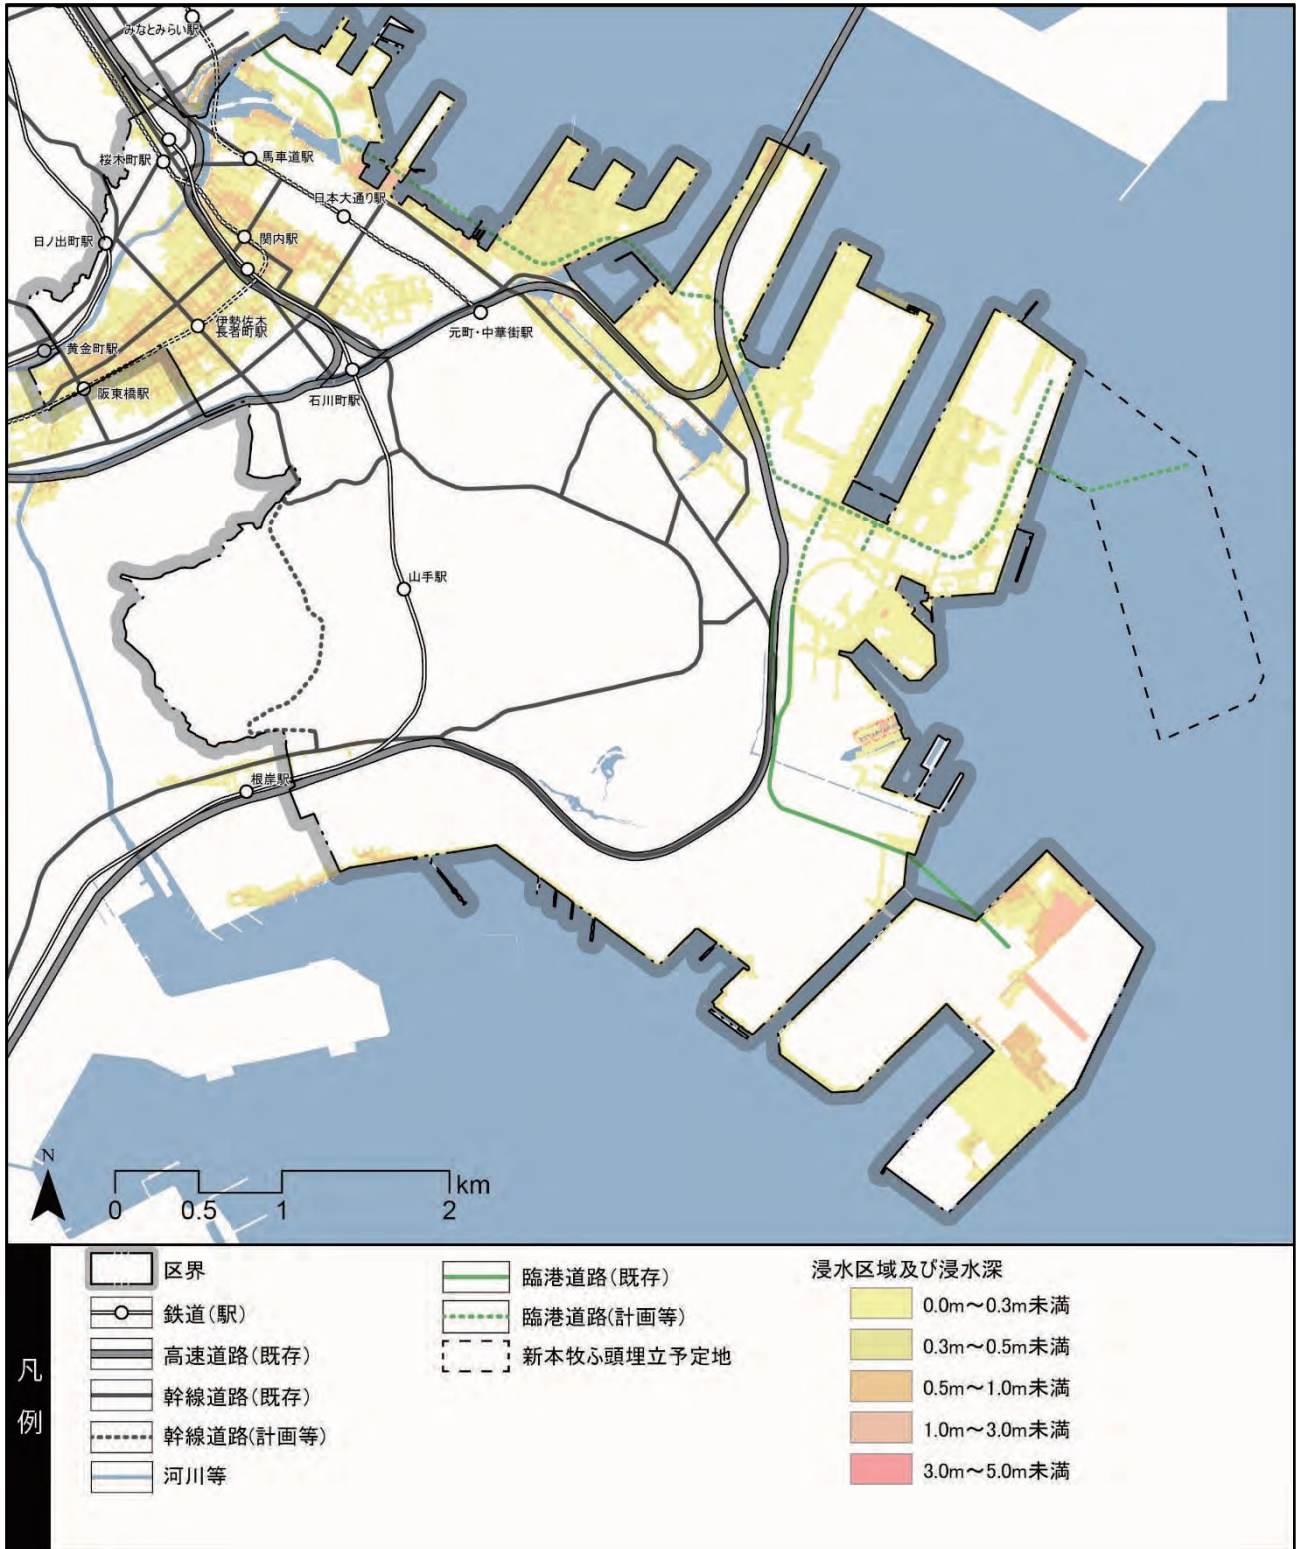 みなとみらい駅
桜木町駅
馬車道駅
日本大通り駅
日ノ出町駅
関内駅
伊勢佐木
長者町駅
元町・中華街駅
黄金町駅
阪東橋駅
石川町駅
山手駅
根岸駅
N
0 0.5 1 2 km
凡例
区界
鉄道(駅)
高速道路(既存)
幹線道路(既存)
幹線道路(計画等)
河川等
臨港道路(既存)
臨港道路(計画等)
新本牧ふ頭埋立予定地
浸水区域及び浸水深
0.0m～0.3m未満
0.3m～0.5m未満
0.5m～1.0m未満
1.0m～3.0m未満
3.0m～5.0m未満